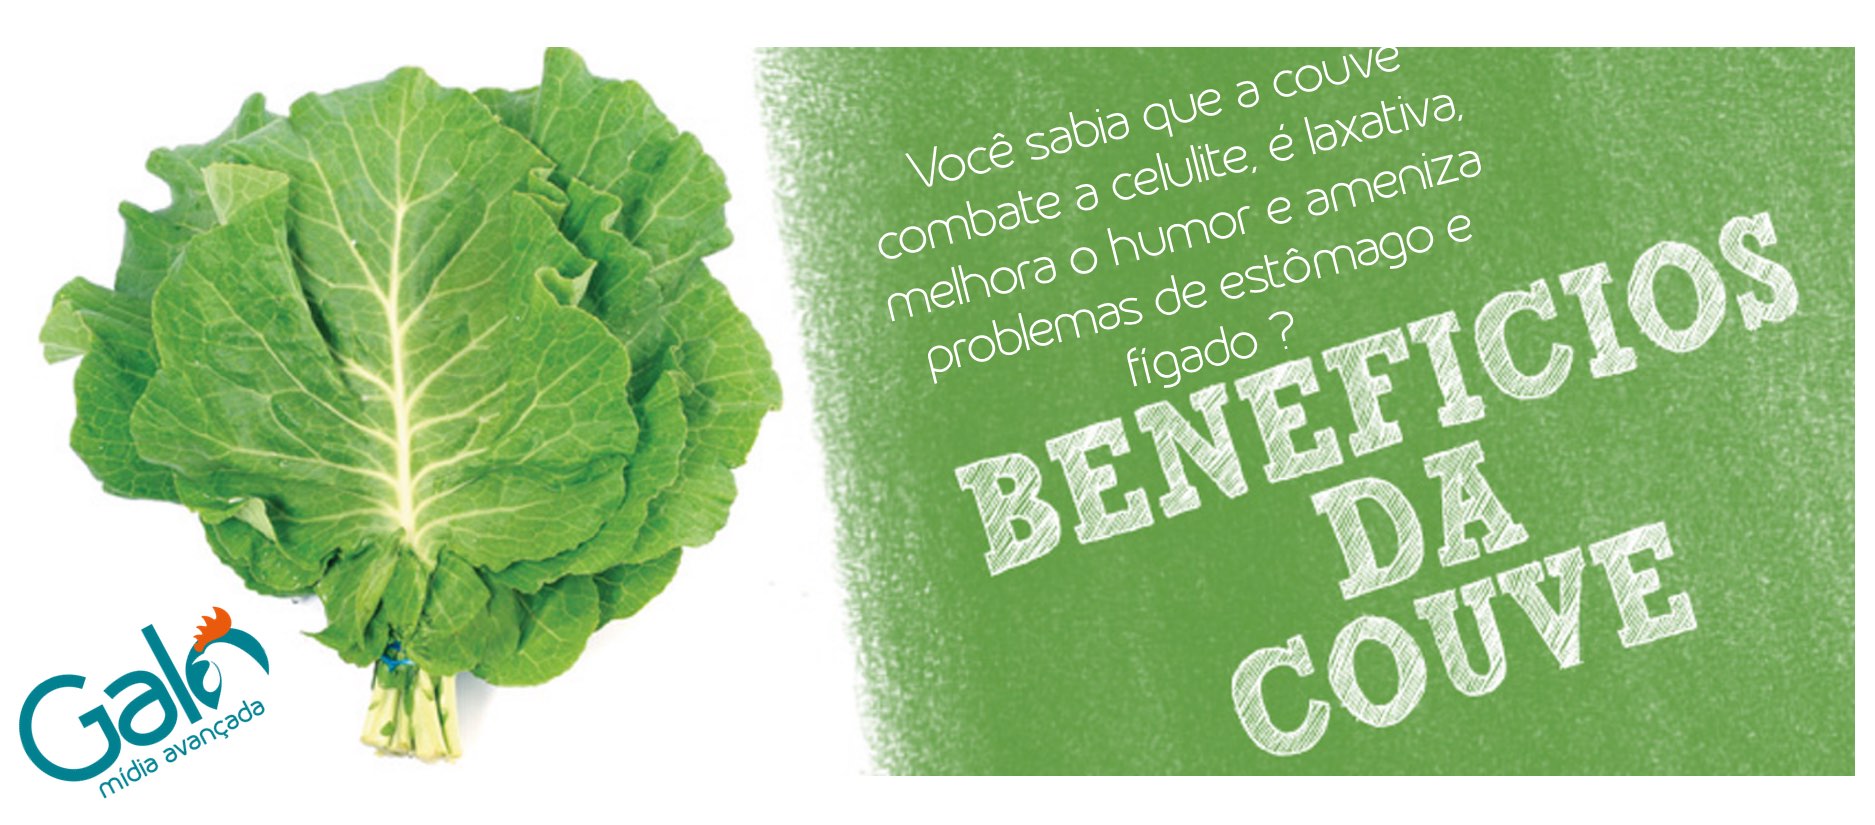 Você sabia que a couve
combate a celulite, é laxativa,
melhora o humor e ameniza
problemas de estômago e
fígado ?
BENEFICIOS
DA
COUVE
Galo
mídia avançada